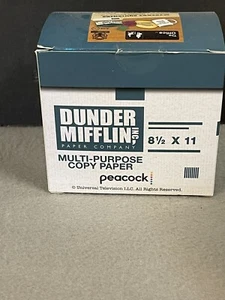 DUNDER
MIFFLIN, INC.
PAPER COMPANY
8½ X 11
MULTI-PURPOSE
COPY PAPER
peacock
© Universal Television LLC. All Rights Reserved.